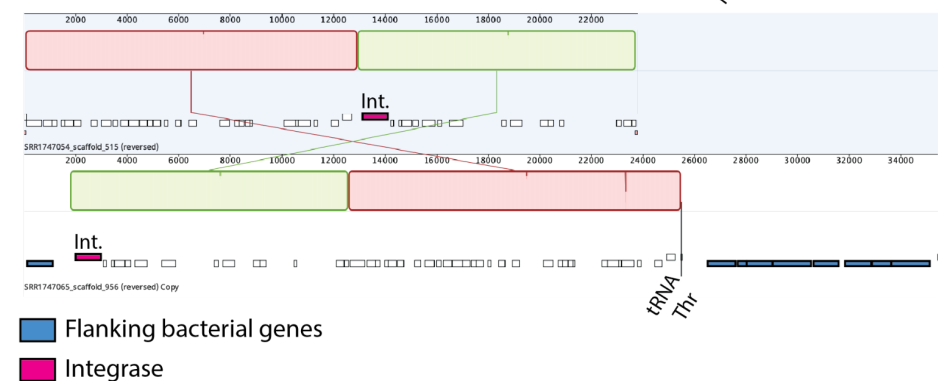 2000 4000 6000 8000 10000 12000 14000 16000 18000 20000 22000
Int.
SRR1747054_scaffold_515 (reversed)
2000 4000 6000 8000 10000 12000 14000 16000 18000 20000 22000 24000 26000 28000 30000 32000 34000
Int.
SRR1747065_scaffold_956 (reversed) Copy
tRNA
Thr
Flanking bacterial genes
Integrase